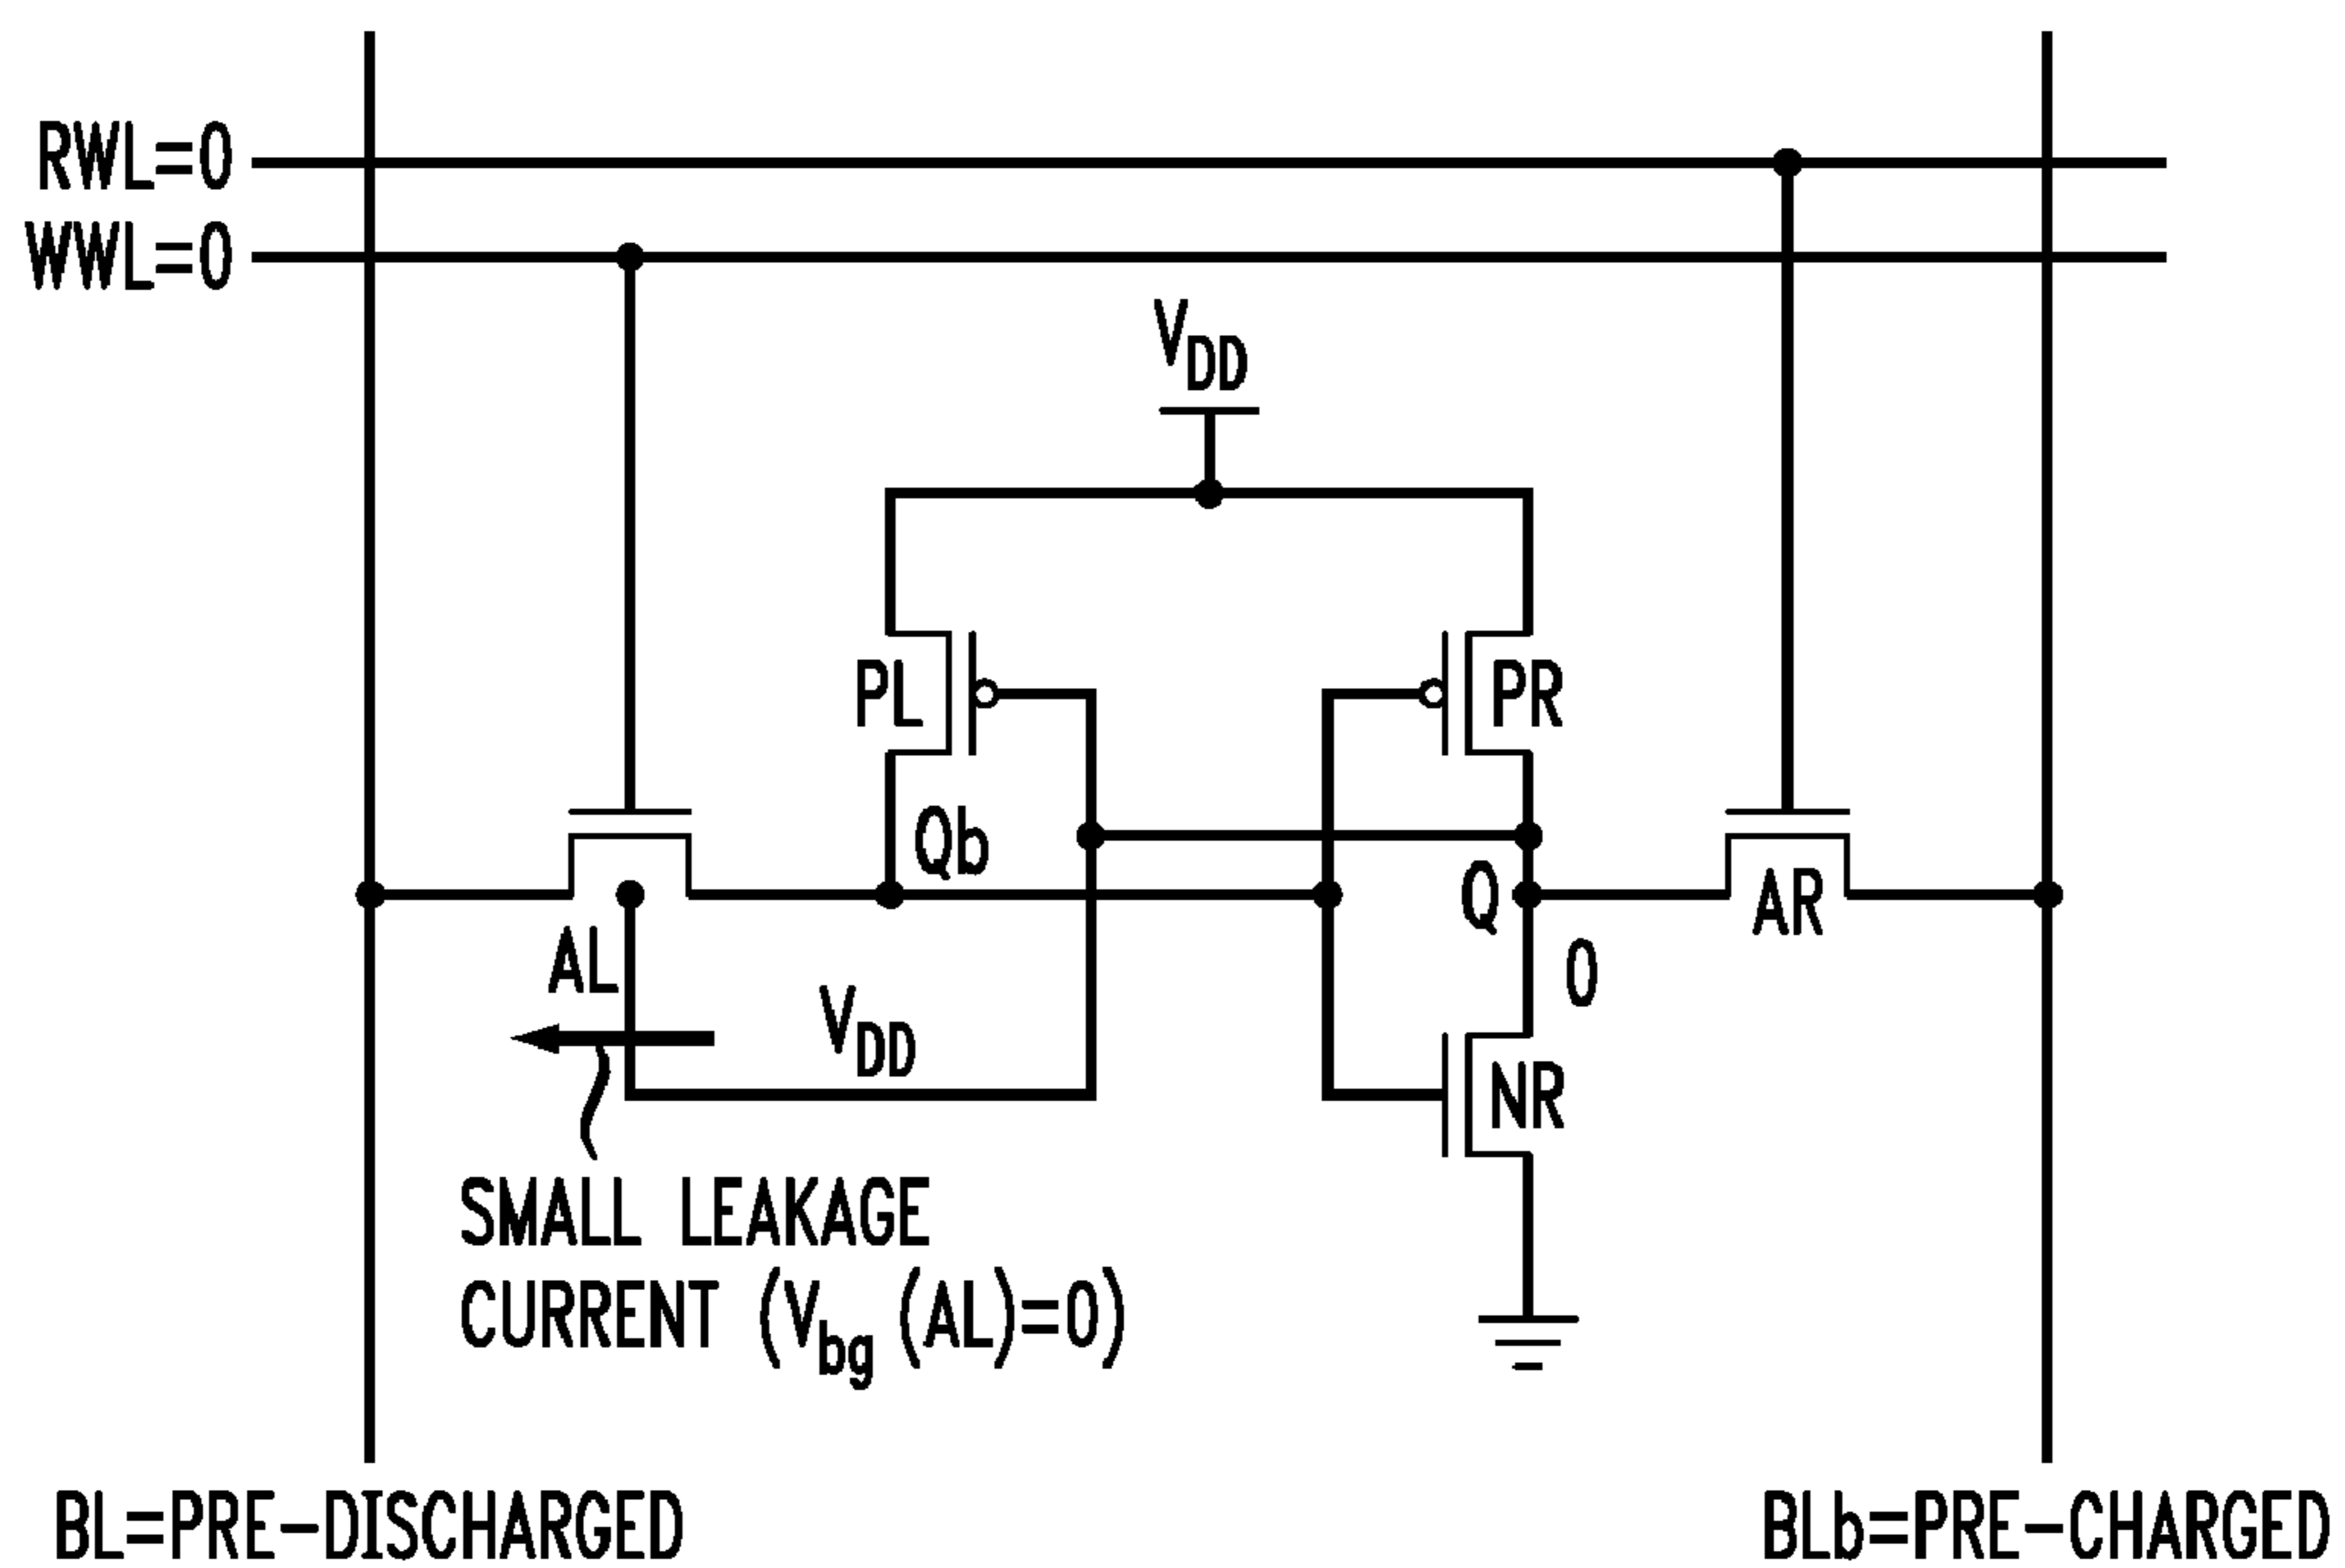 RWL=0
WWL=0
VDD
PL
PR
Qb
Q
AR
AL
0
VDD
NR
SMALL LEAKAGE
CURRENT (Vbg (AL)=0)
BL=PRE-DISCHARGED
BLb=PRE-CHARGED